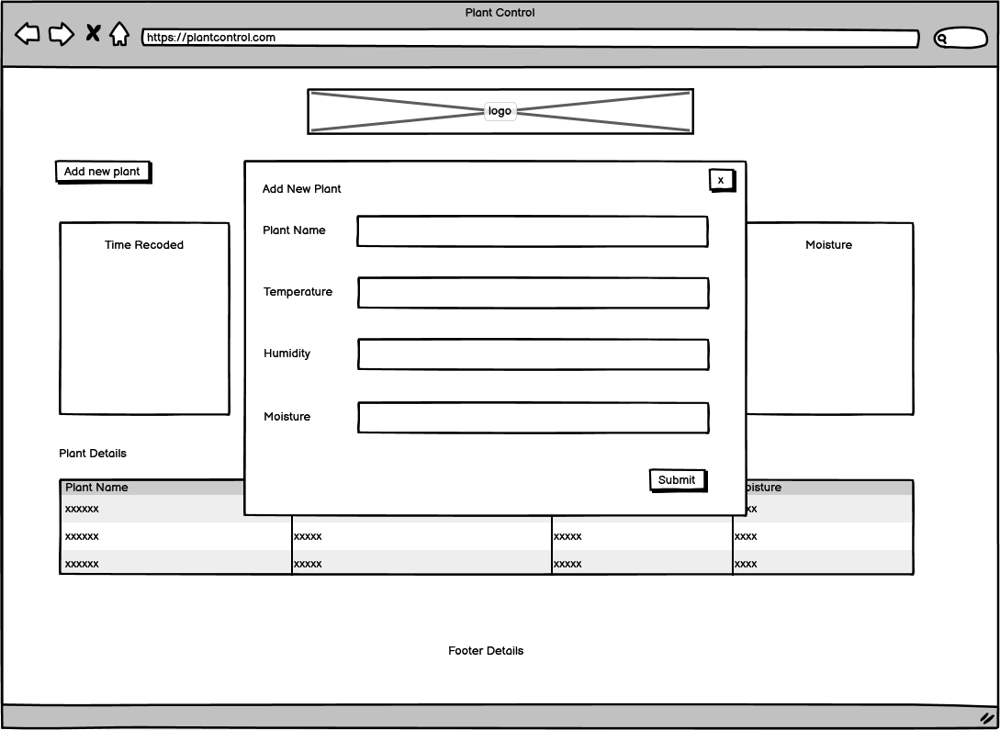 Plant Control
https://plantcontrol.com
logo
Add new plant
Add New Plant
x
Plant Name
Temperature
Humidity
Moisture
Submit
Time Recoded
Moisture
Plant Details
Plant Name oisture
xxxxxx xx
xxxxxx xxxxx xxxxx xxxx
xxxxxx xxxxx xxxxx xxxx
Footer Details